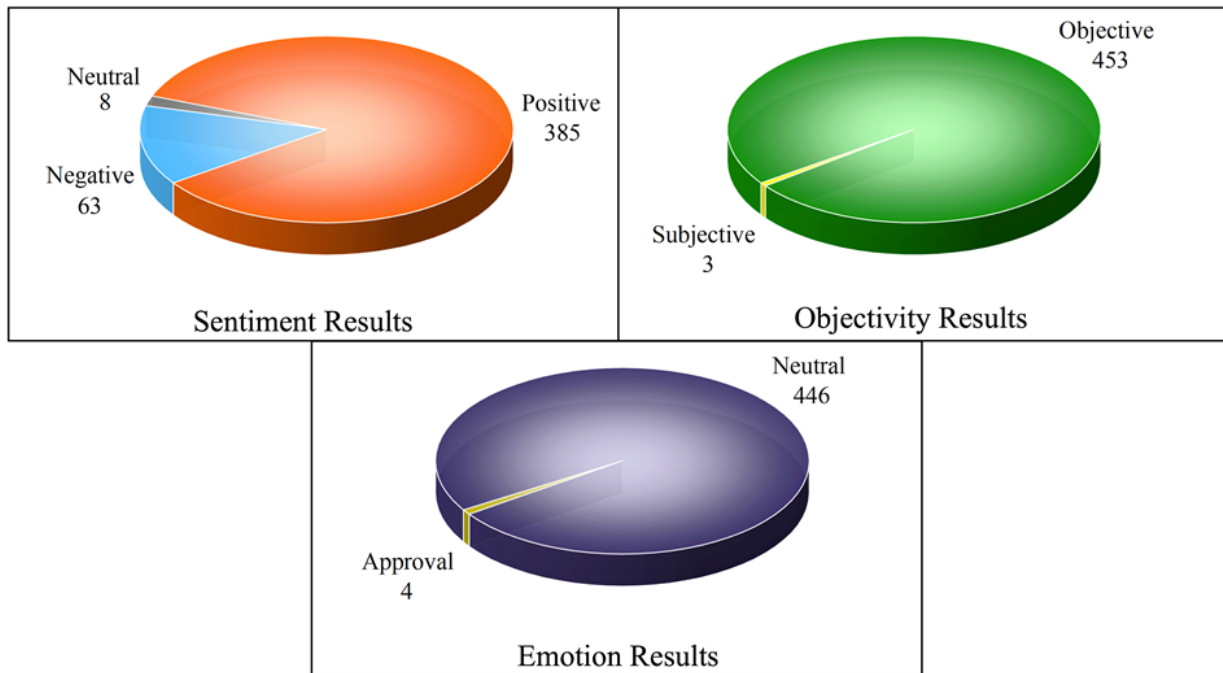 Neutral
8
Positive
385
Negative
63
Sentiment Results
Objective
453
Subjective
3
Objectivity Results
Neutral
446
Approval
4
Emotion Results